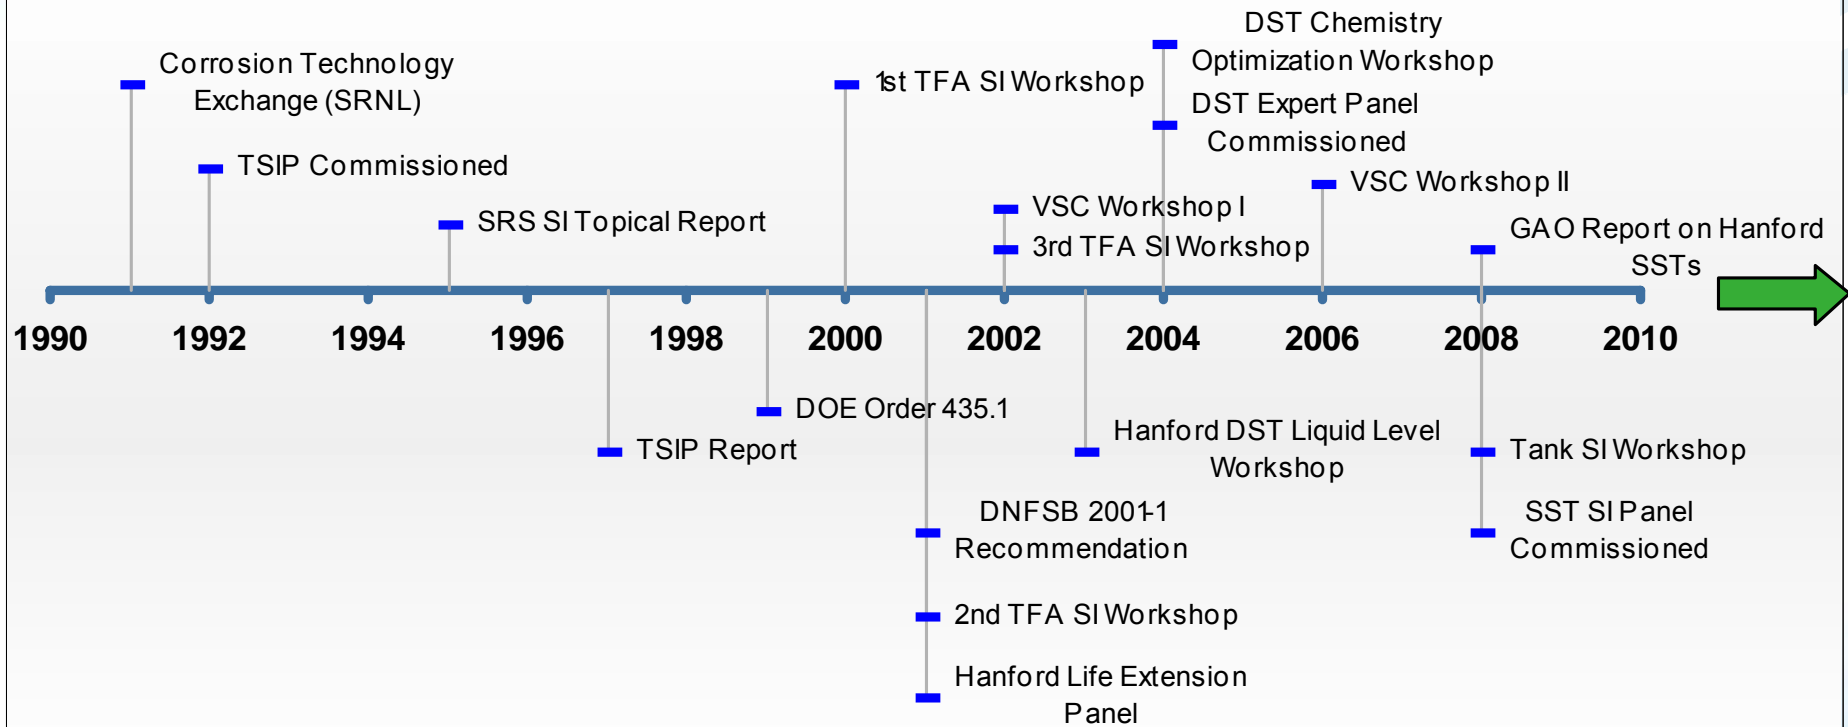 DST Chemistry
Optimization Workshop
Corrosion Technology
Exchange (SRNL)
1st TFA SI Workshop
DST Expert Panel
Commissioned
TSIP Commissioned
VSC Workshop II
SRS SI Topical Report
VSC Workshop I
3rd TFA SI Workshop
GAO Report on Hanford
SSTs
1990 1992 1994 1996 1998 2000 2002 2004 2006 2008 2010
DOE Order 435.1
TSIP Report
Hanford DST Liquid Level
Workshop
Tank SI Workshop
DNFSB 2001-1
Recommendation
SST SI Panel
Commissioned
2nd TFA SI Workshop
Hanford Life Extension
Panel